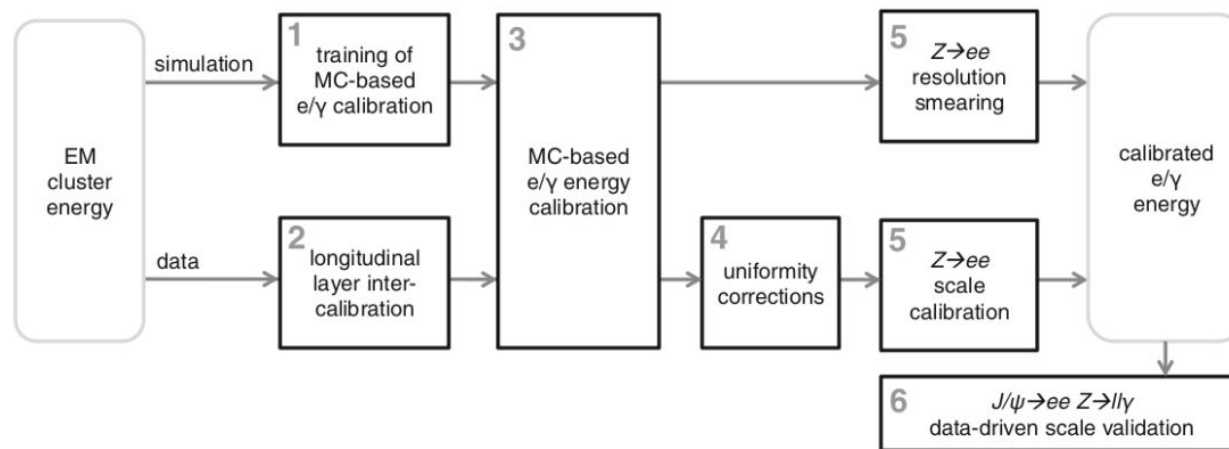 EM
cluster
energy
simulation
data
1
training of
MC-based
e/γ calibration
2
longitudinal
layer inter-
calibration
3
MC-based
e/γ energy
calibration
4
uniformity
corrections
5
Z→ee
resolution
smearing
5
Z→ee
scale
calibration
calibrated
e/γ
energy
6
J/ψ→ee Z→llγ
data-driven scale validation